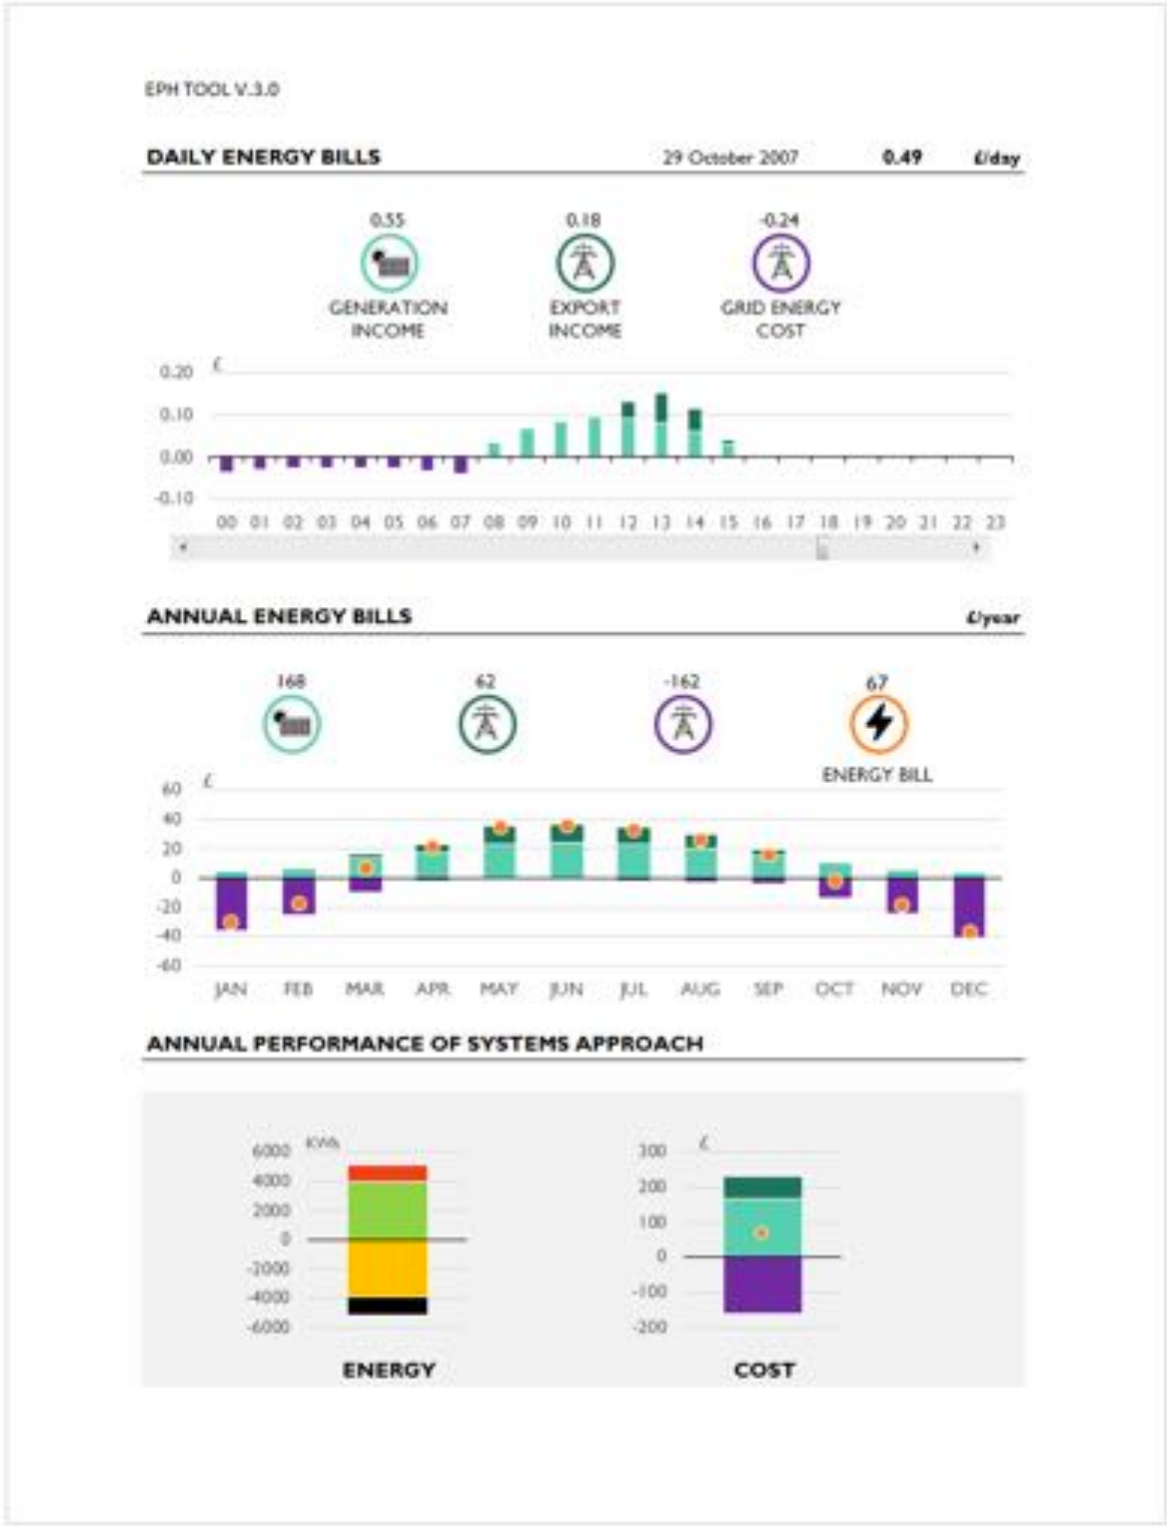 EPH TOOL V.3.0
DAILY ENERGY BILLS 29 October 2007 0.49 £/day
0.55 0.18 -0.24
GENERATION INCOME
EXPORT INCOME
GRID ENERGY COST
£
0.20
0.10
0.00
-0.10
00 01 02 03 04 05 06 07 08 09 10 11 12 13 14 15 16 17 18 19 20 21 22 23
ANNUAL ENERGY BILLS £/year
168 62 -162 67
ENERGY BILL
£
60
40
20
0
-20
-40
-60
JAN FEB MAR APR MAY JUN JUL AUG SEP OCT NOV DEC
ANNUAL PERFORMANCE OF SYSTEMS APPROACH
KWh
6000
4000
2000
0
-2000
-4000
-6000
ENERGY
£
300
200
100
0
-100
-200
COST